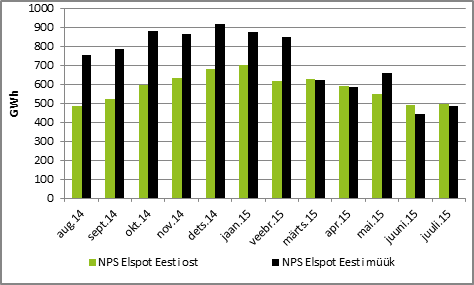 1000
900
800
700
600
500
400
300
200
100
0
GWh
aug.14
sept.14
okt.14
nov.14
dets.14
jaan.15
veebr.15
märts.15
apr.15
mai.15
juuni.15
juuli.15
NPS Elspot Eesti ost
NPS Elspot Eesti müük